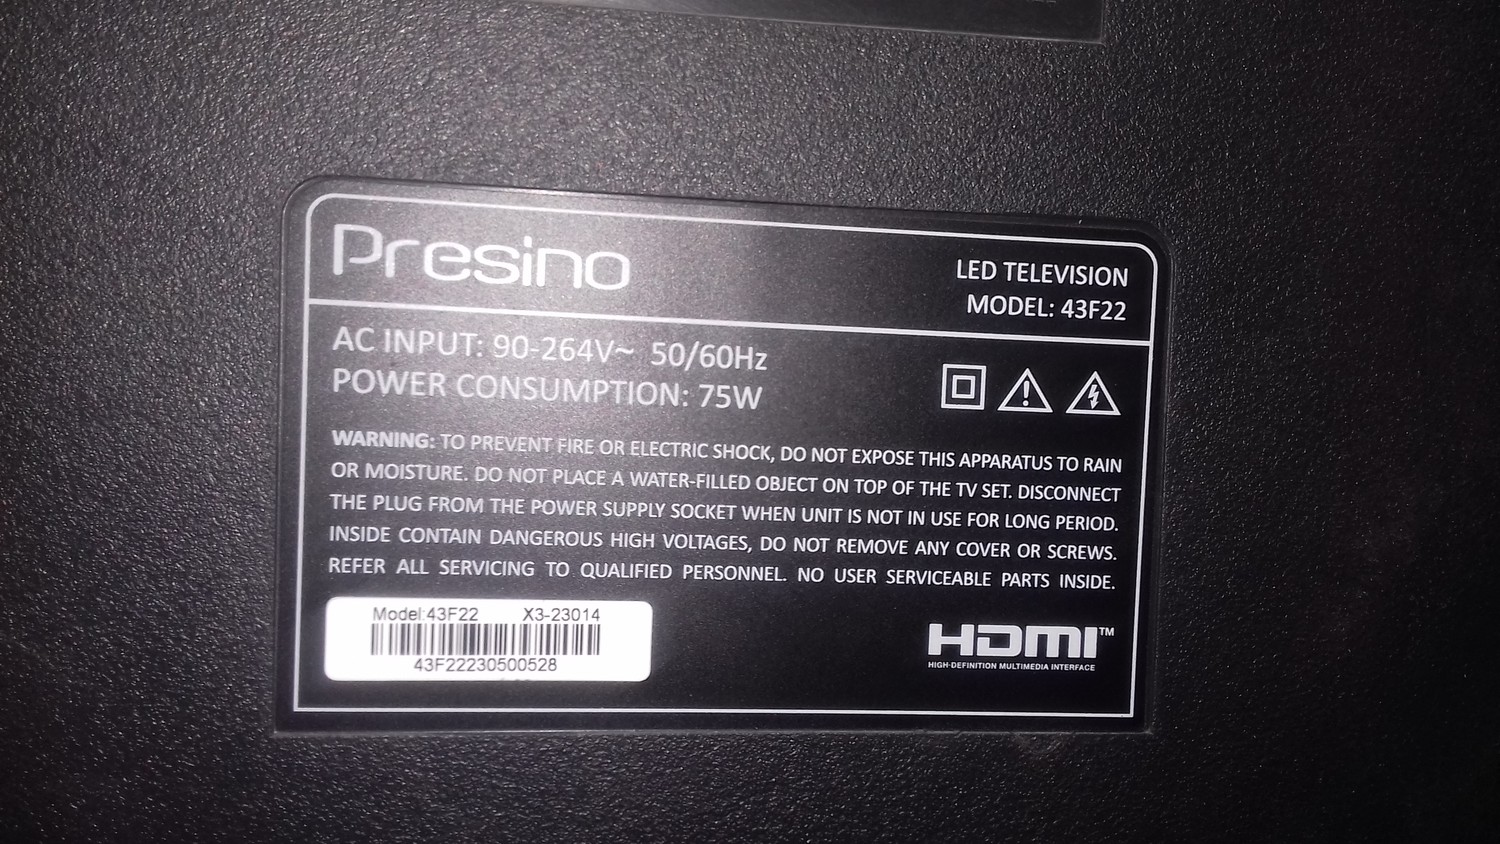 Presino
LED TELEVISION
MODEL: 43F22
AC INPUT: 90-264V~ 50/60Hz
POWER CONSUMPTION: 75W
WARNING: TO PREVENT FIRE OR ELECTRIC SHOCK, DO NOT EXPOSE THIS APPARATUS TO RAIN
OR MOISTURE. DO NOT PLACE A WATER-FILLED OBJECT ON TOP OF THE TV SET. DISCONNECT
THE PLUG FROM THE POWER SUPPLY SOCKET WHEN UNIT IS NOT IN USE FOR LONG PERIOD.
INSIDE CONTAIN DANGEROUS HIGH VOLTAGES, DO NOT REMOVE ANY COVER OR SCREWS.
REFER ALL SERVICING TO QUALIFIED PERSONNEL. NO USER SERVICEABLE PARTS INSIDE.
Model:43F22 X3-23014
43F22230500528
HDMI™
HIGH-DEFINITION MULTIMEDIA INTERFACE